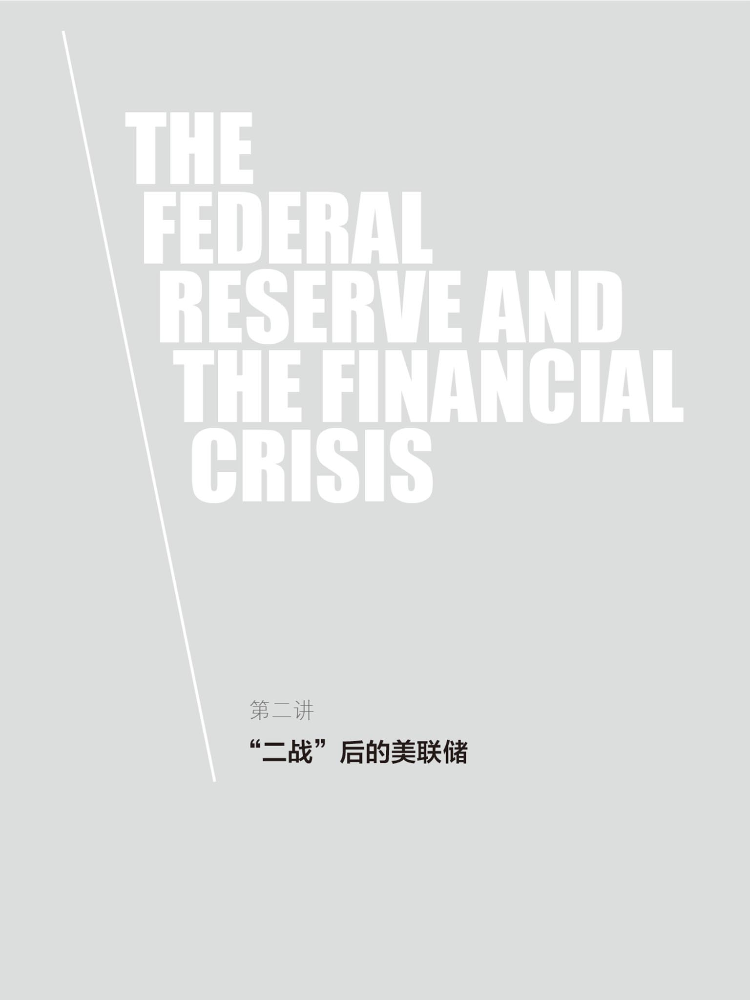 THE
FEDERAL
RESERVE AND
THE FINANCIAL
CRISIS
第二讲
“二战”后的美联储